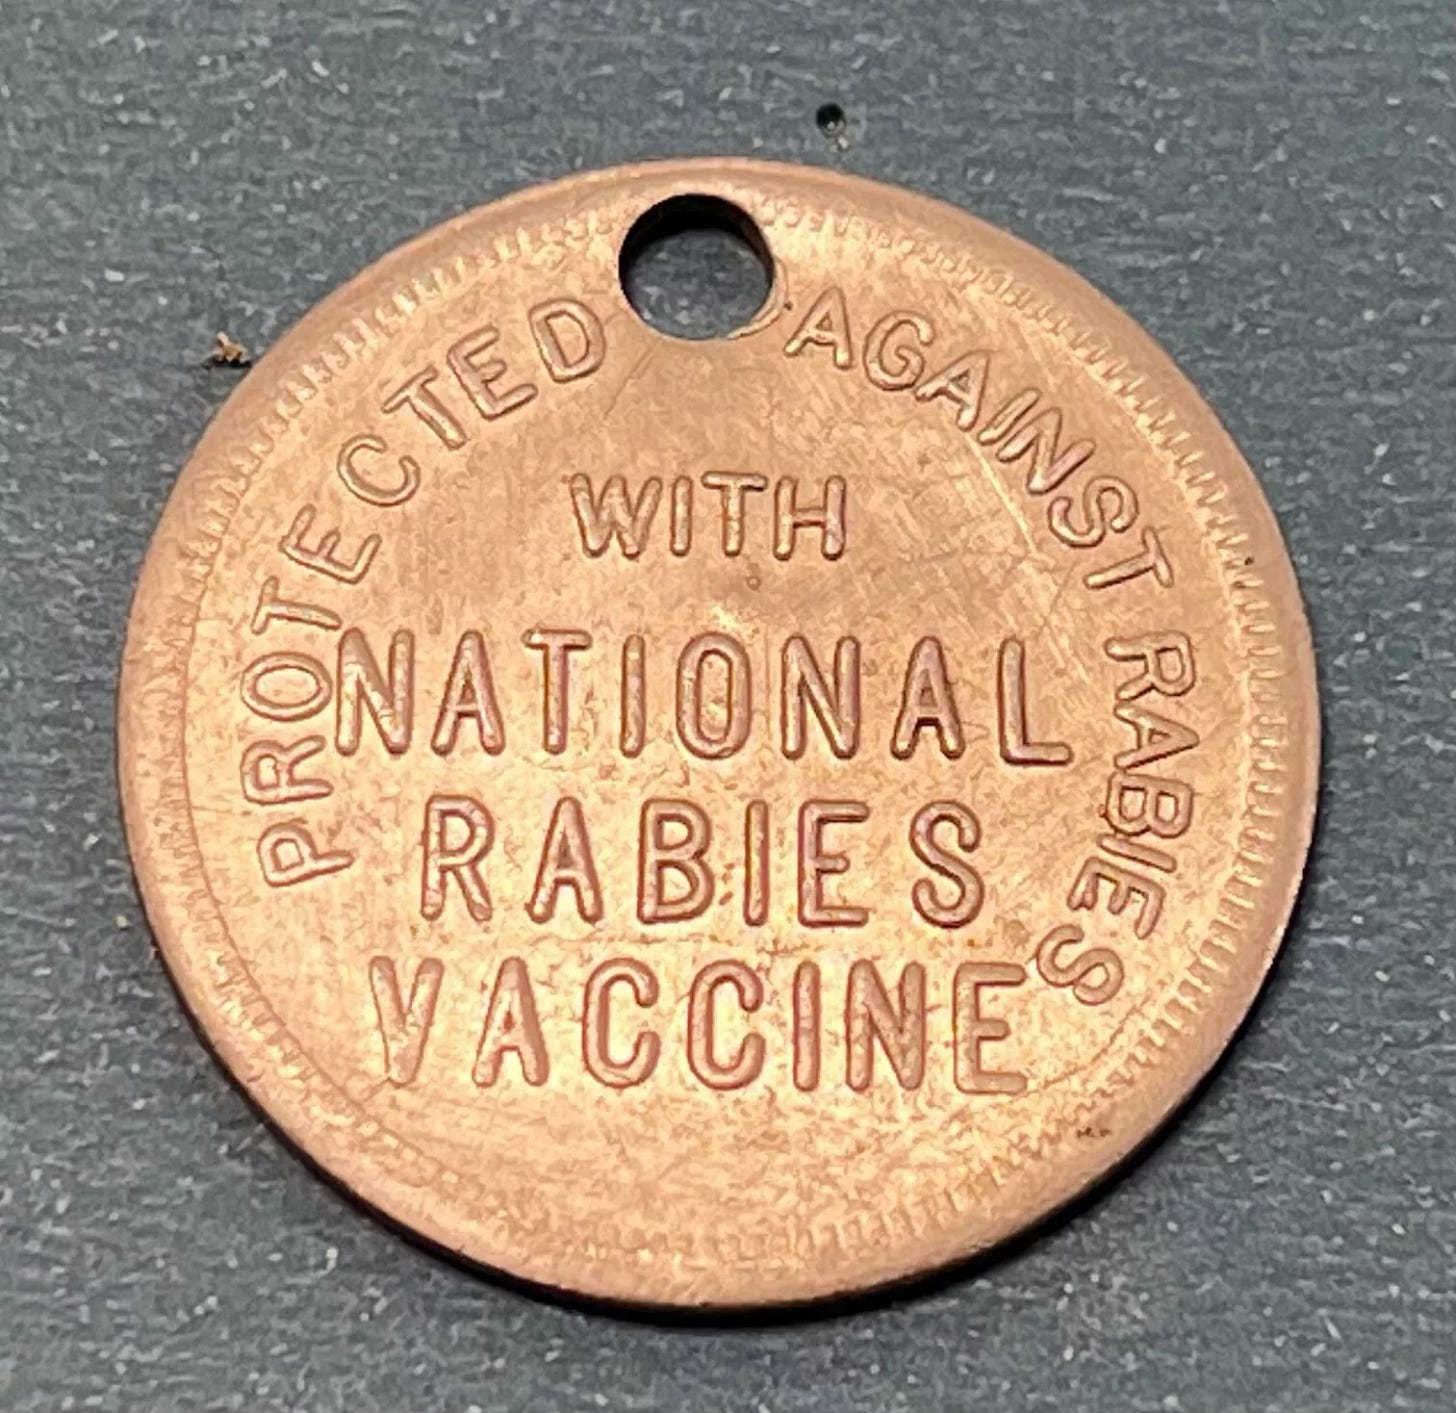 PROTECTED AGAINST RABIES
WITH
NATIONAL
RABIES
VACCINE